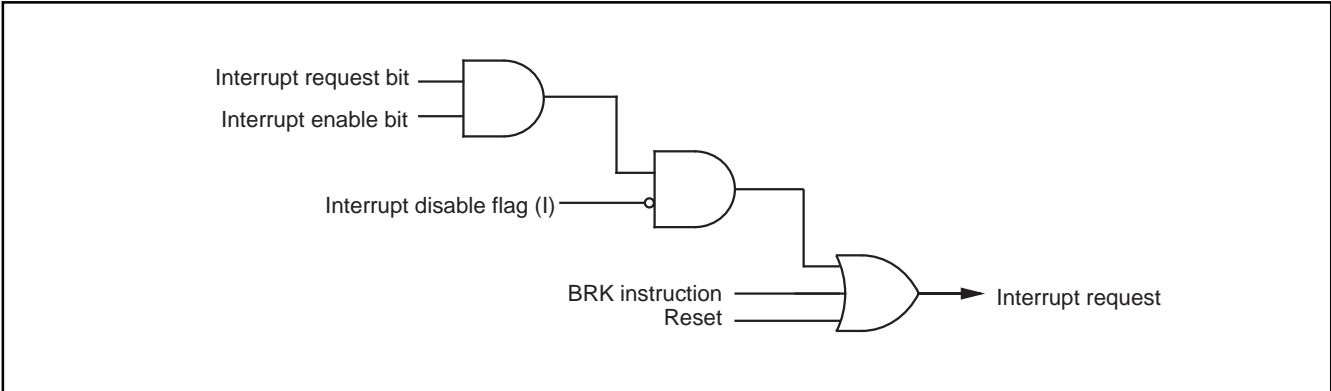 Interrupt request bit
Interrupt enable bit
Interrupt disable flag (I)
BRK instruction
Reset
Interrupt request